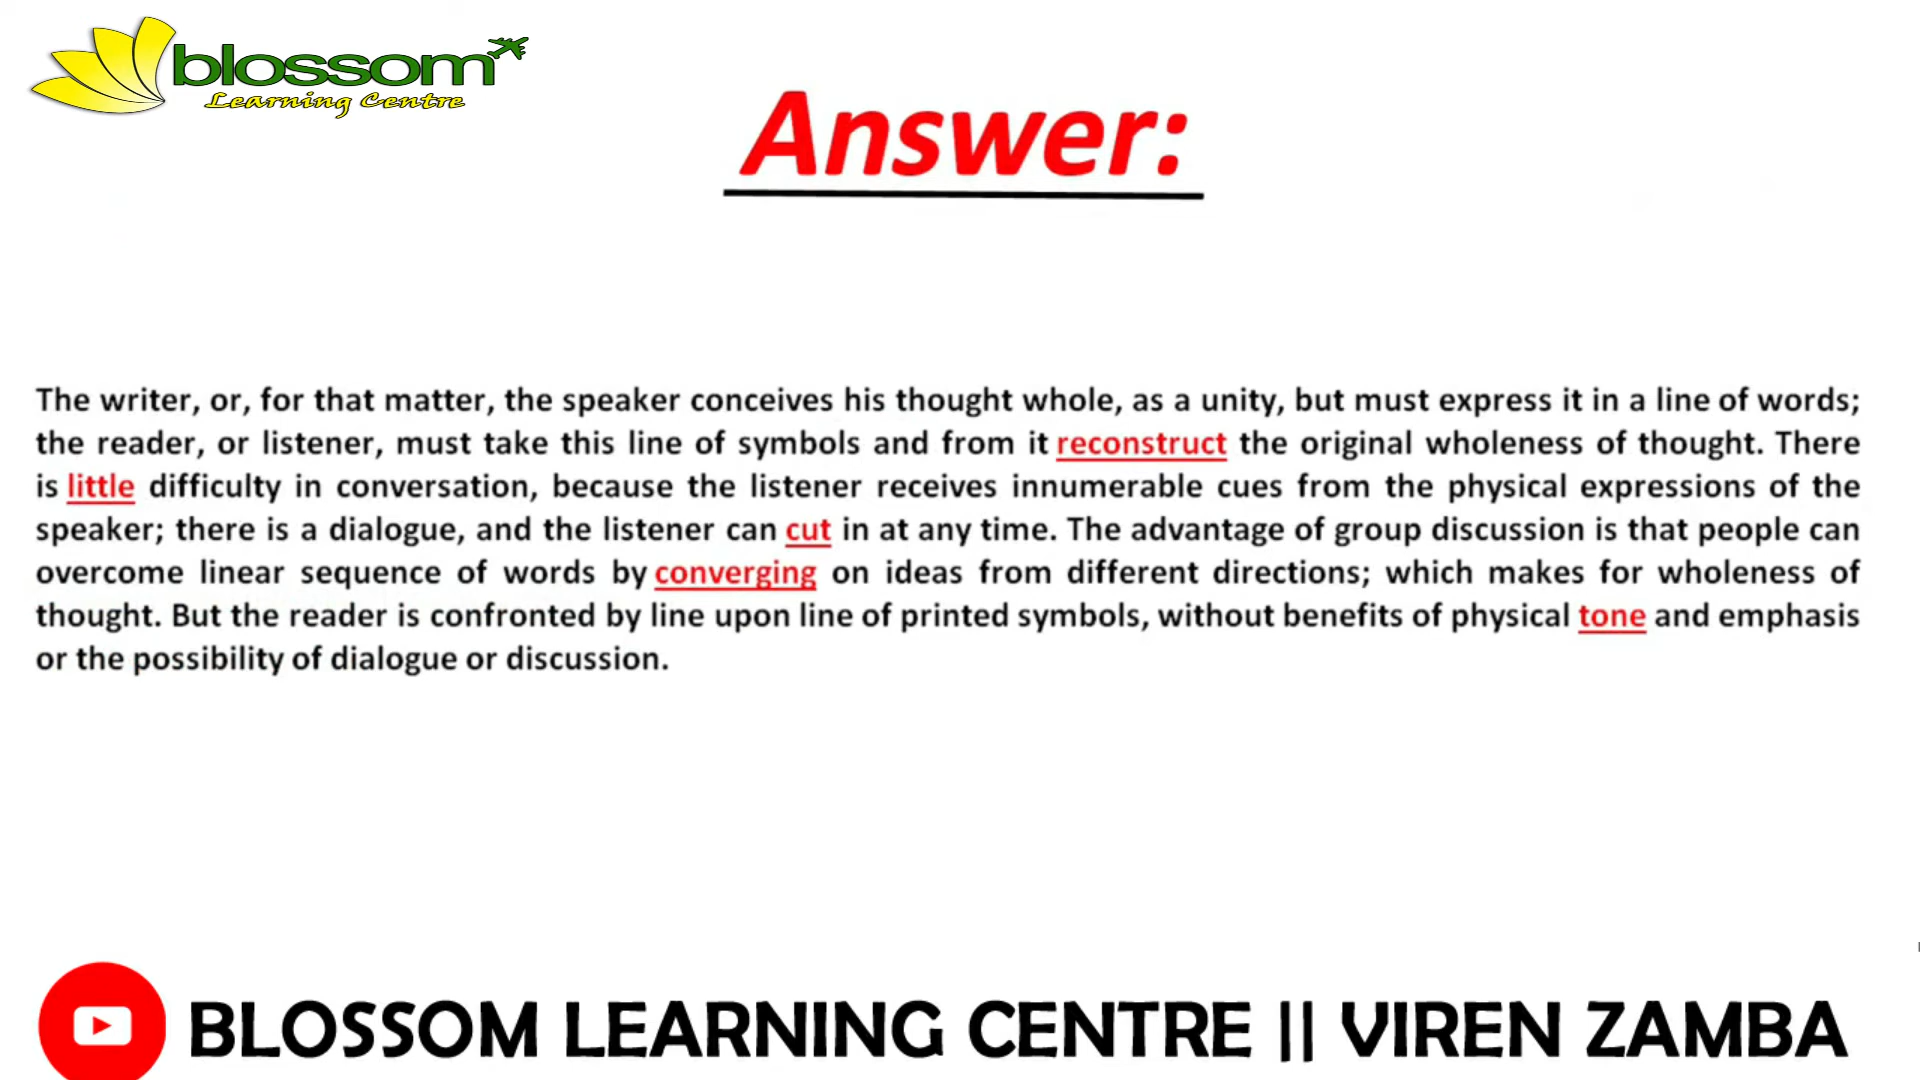 blossom
Learning Centre
Answer:
The writer, or, for that matter, the speaker conceives his thought whole, as a unity, but must express it in a line of words;
the reader, or listener, must take this line of symbols and from it reconstruct the original wholeness of thought. There
is little difficulty in conversation, because the listener receives innumerable cues from the physical expressions of the
speaker; there is a dialogue, and the listener can cut in at any time. The advantage of group discussion is that people can
overcome linear sequence of words by converging on ideas from different directions; which makes for wholeness of
thought. But the reader is confronted by line upon line of printed symbols, without benefits of physical tone and emphasis
or the possibility of dialogue or discussion.
BLOSSOM LEARNING CENTRE || VIREN ZAMBA